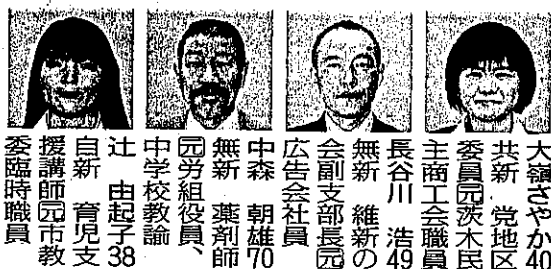 大嶺さやか40
共新 党地区
委員元茨木民
主商工会職員
長谷川 浩49
無新 維新の
会副支部長元
広告会社員
中森 朝雄70
無新 薬剤師
元労組役員、
中学校教諭
辻 由起子38
自新 育児支
援講師元市教
委臨時職員